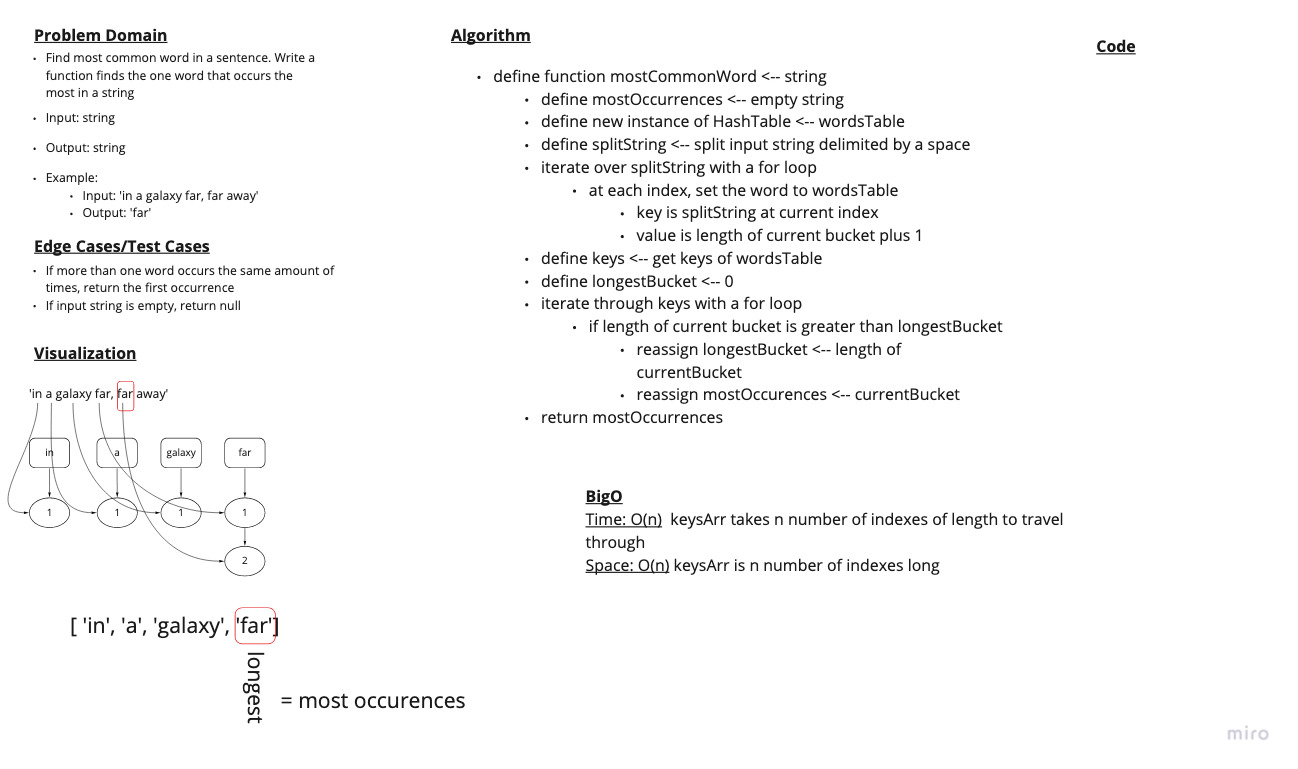 Problem Domain
• Find most common word in a sentence. Write a
function finds the one word that occurs the
most in a string
• Input: string
• Output: string
• Example:
• Input: 'in a galaxy far, far away'
• Output: 'far'
Edge Cases/Test Cases
• If more than one word occurs the same amount of
times, return the first occurrence
• If input string is empty, return null
Visualization
'in a galaxy far, far away'
in a galaxy far
1 1 1 1
2
[ 'in', 'a', 'galaxy', 'far']
longest
= most occurences
Algorithm
• define function mostCommonWord <-- string
• define mostOccurrences <-- empty string
• define new instance of HashTable <-- wordsTable
• define splitString <-- split input string delimited by a space
• iterate over splitString with a for loop
• at each index, set the word to wordsTable
• key is splitString at current index
• value is length of current bucket plus 1
• define keys <-- get keys of wordsTable
• define longestBucket <-- 0
• iterate through keys with a for loop
• if length of current bucket is greater than longestBucket
• reassign longestBucket <-- length of
currentBucket
• reassign mostOccurences <-- currentBucket
• return mostOccurrences
BigO
Time: O(n) keysArr takes n number of indexes of length to travel
through
Space: O(n) keysArr is n number of indexes long
Code
miro